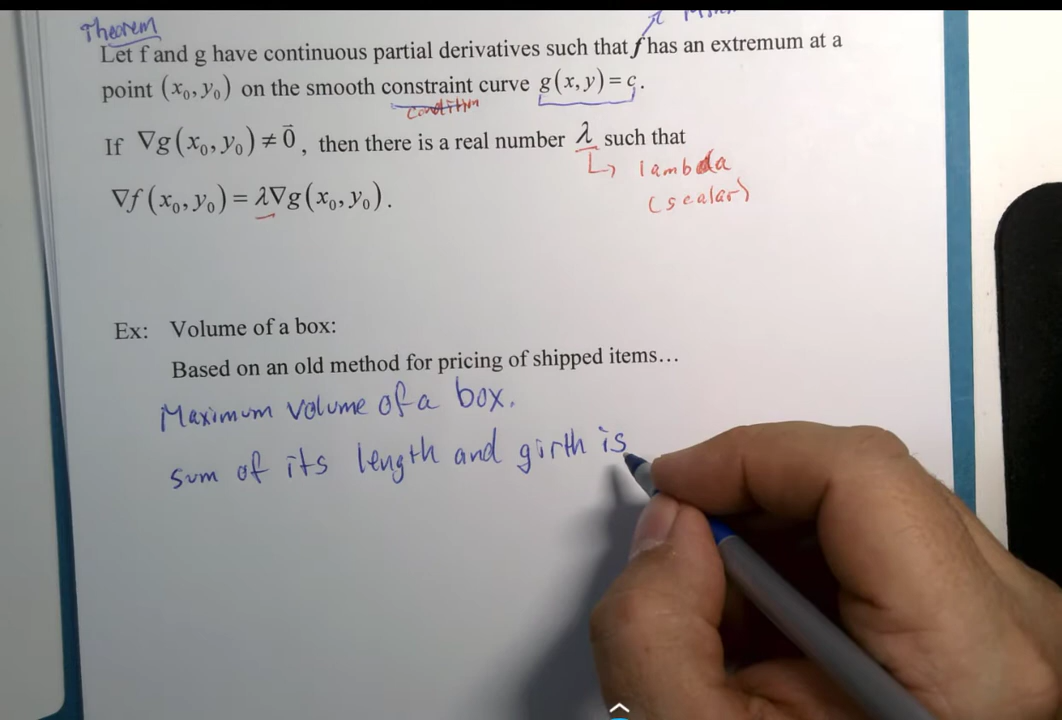 Theorem
Let f and g have continuous partial derivatives such that f has an extremum at a
point (x₀, y₀) on the smooth constraint curve g(x, y) = c.
condition
If ∇g(x₀, y₀) ≠ 0⃗, then there is a real number λ such that
↳ lambda
(scalar)
∇f(x₀, y₀) = λ∇g(x₀, y₀).
Ex: Volume of a box:
Based on an old method for pricing of shipped items...
Maximum volume of a box.
sum of its length and girth is